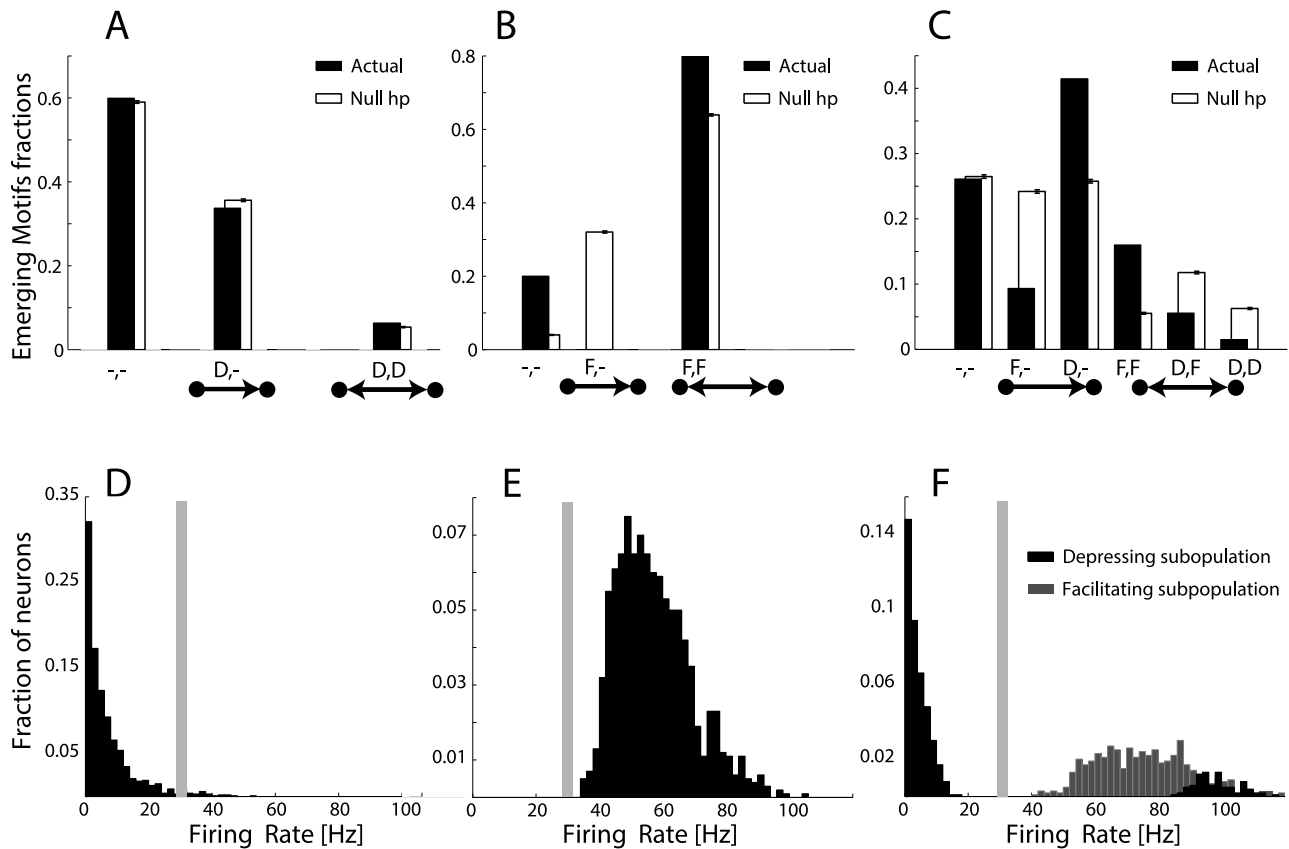 A
Actual
Null hp
Emerging Motifs fractions
0.6
0.4
0.2
0
-,-
D,-
D,D
B
Actual
Null hp
0.8
0.6
0.4
0.2
0
-,-
F,-
F,F
C
Actual
Null hp
0.4
0.3
0.2
0.1
0
-,-
F,-
D,-
F,F
D,F
D,D
D
Fraction of neurons
0.35
0.25
0.15
0.05
0
20
40
60
80
100
Firing Rate [Hz]
E
0.07
0.05
0.03
0.01
0
20
40
60
80
100
Firing Rate [Hz]
F
Depressing subopulation
Facilitating subpopulation
0.14
0.1
0.06
0.02
0
20
40
60
80
100
Firing Rate [Hz]